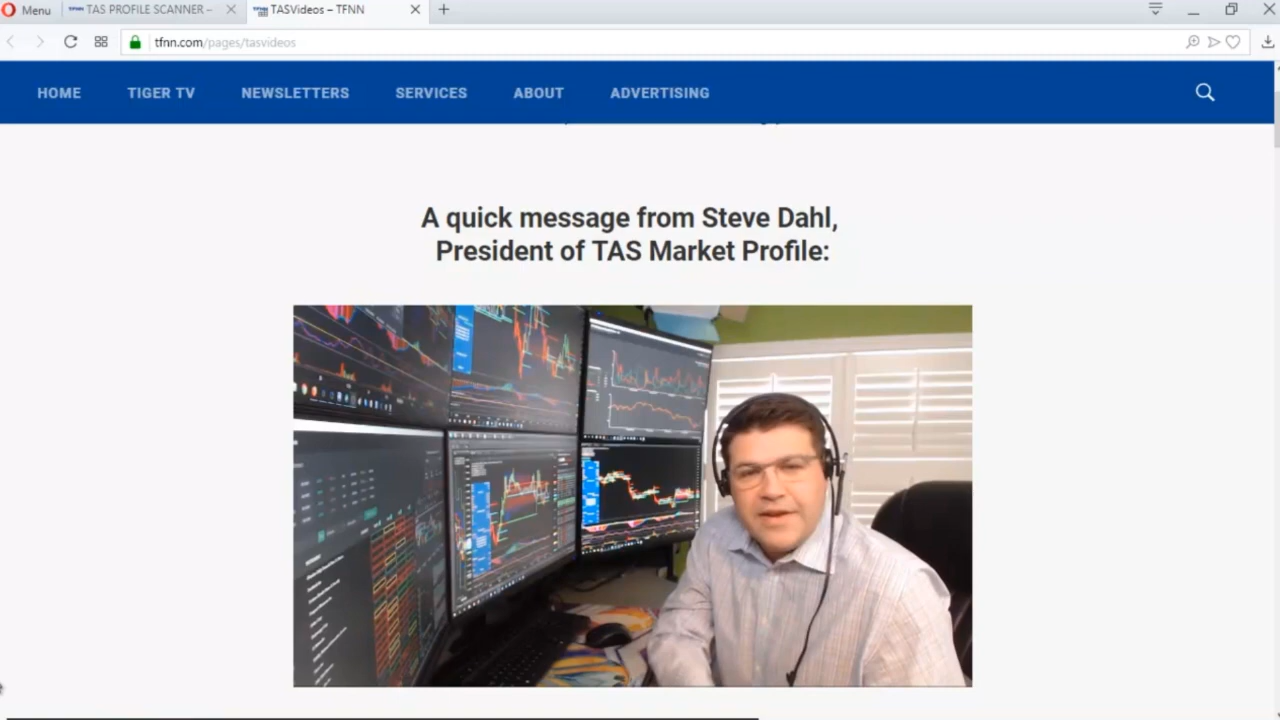 Menu
TAS PROFILE SCANNER –
TASVideos – TFNN
tfnn.com/pages/tasvideos
HOME
TIGER TV
NEWSLETTERS
SERVICES
ABOUT
ADVERTISING
A quick message from Steve Dahl,
President of TAS Market Profile: